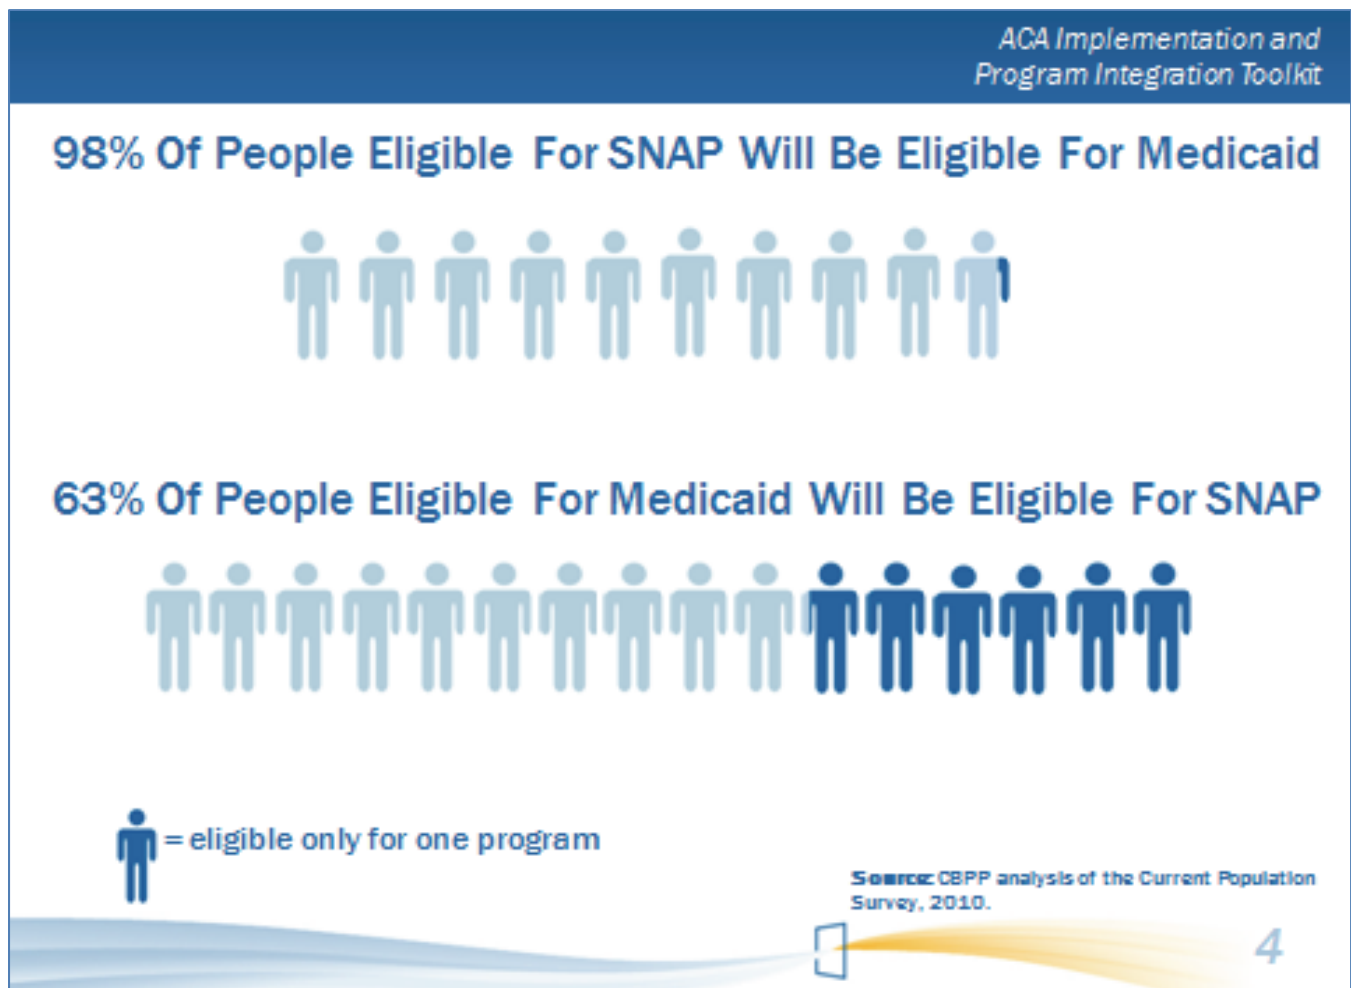 ACA Implementation and
Program Integration Toolkit
98% Of People Eligible For SNAP Will Be Eligible For Medicaid
63% Of People Eligible For Medicaid Will Be Eligible For SNAP
= eligible only for one program
Source: CBPP analysis of the Current Population
Survey, 2010.
4